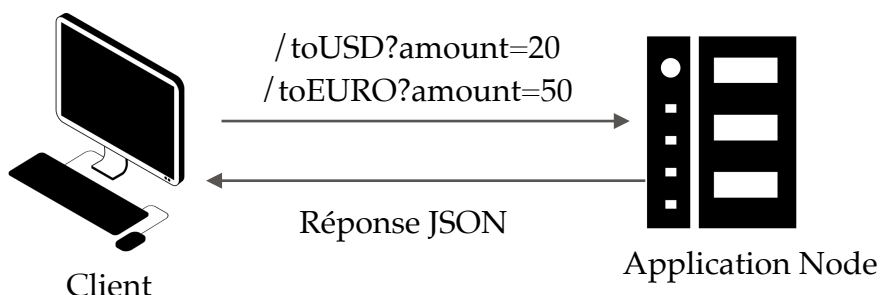 /toUSD?amount=20
/toEURO?amount=50
Réponse JSON
Application Node
Client